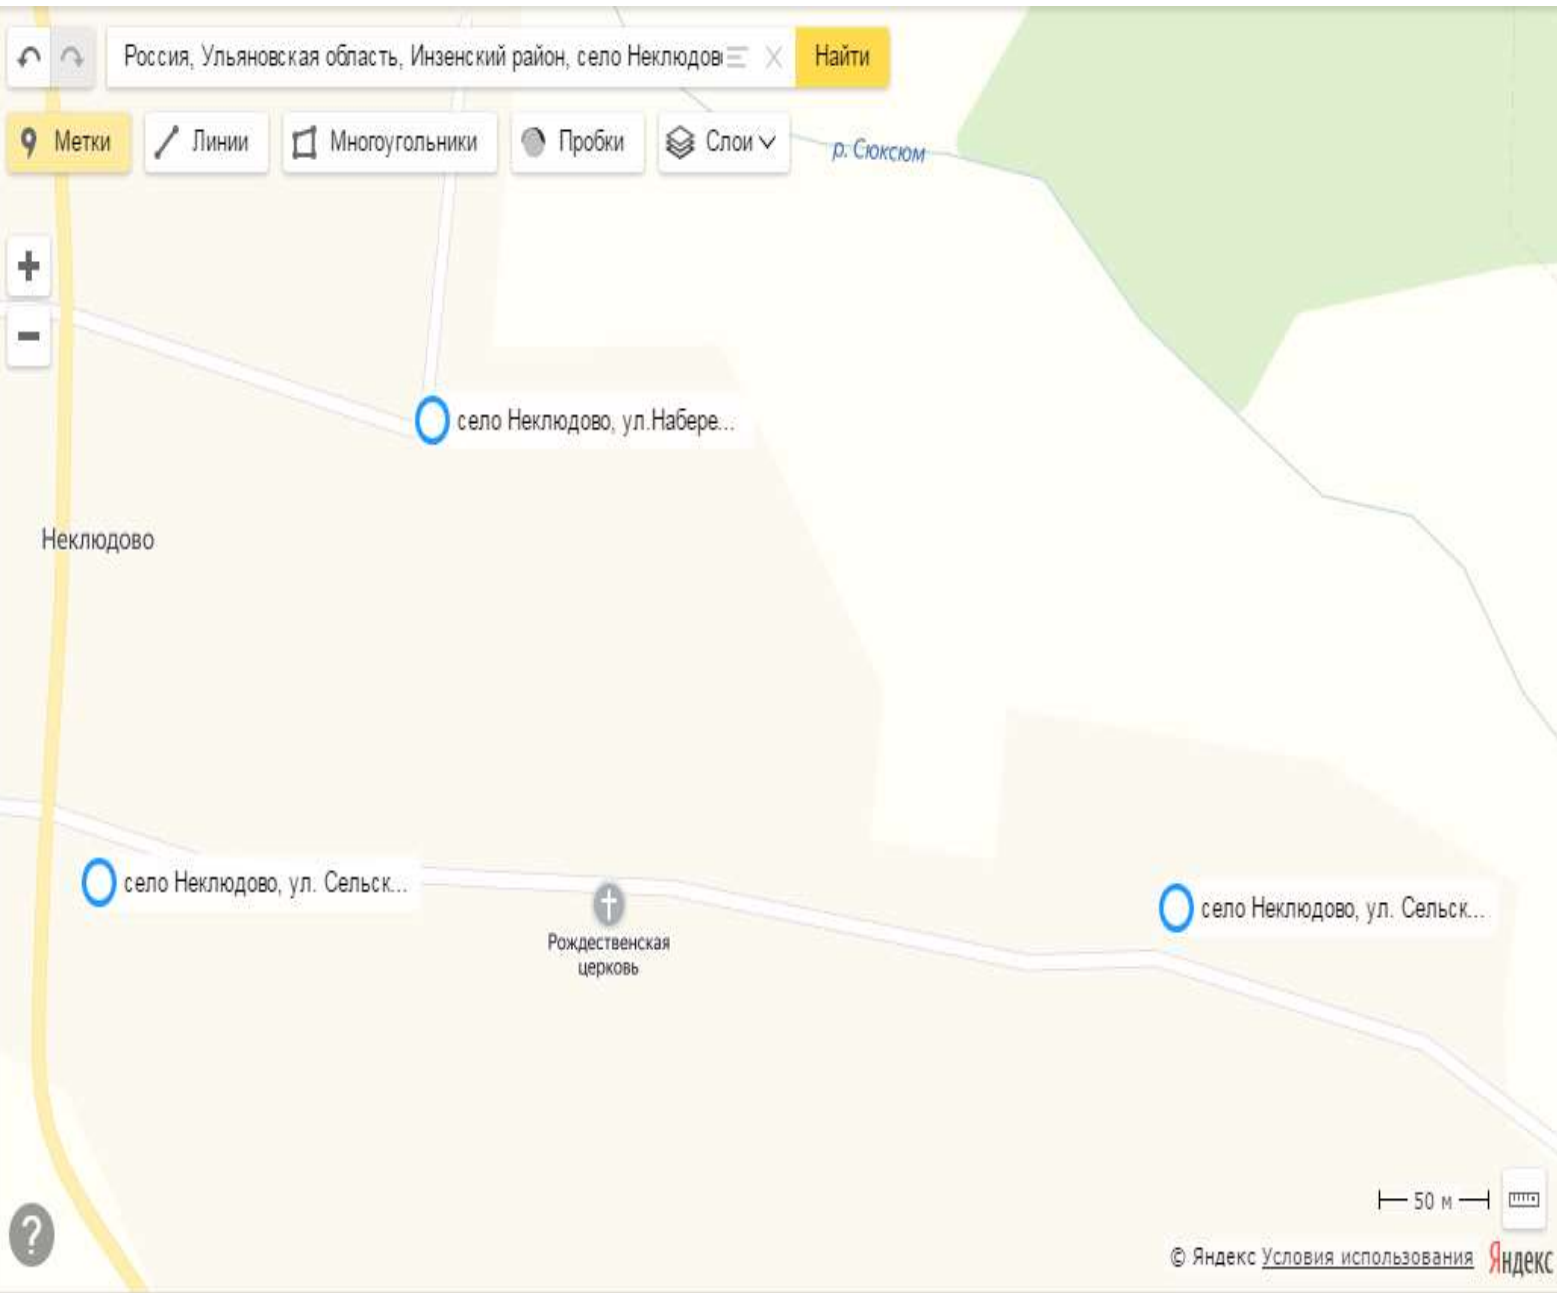 Россия, Ульяновская область, Инзенский район, село Неклюдов
Найти
Метки
Линии
Многоугольники
Пробки
Слои
р. Сюксюм
село Неклюдово, ул.Набере...
Неклюдово
село Неклюдово, ул. Сельск...
село Неклюдово, ул. Сельск...
Рождественская
церковь
50 м
© Яндекс Условия использования Яндекс